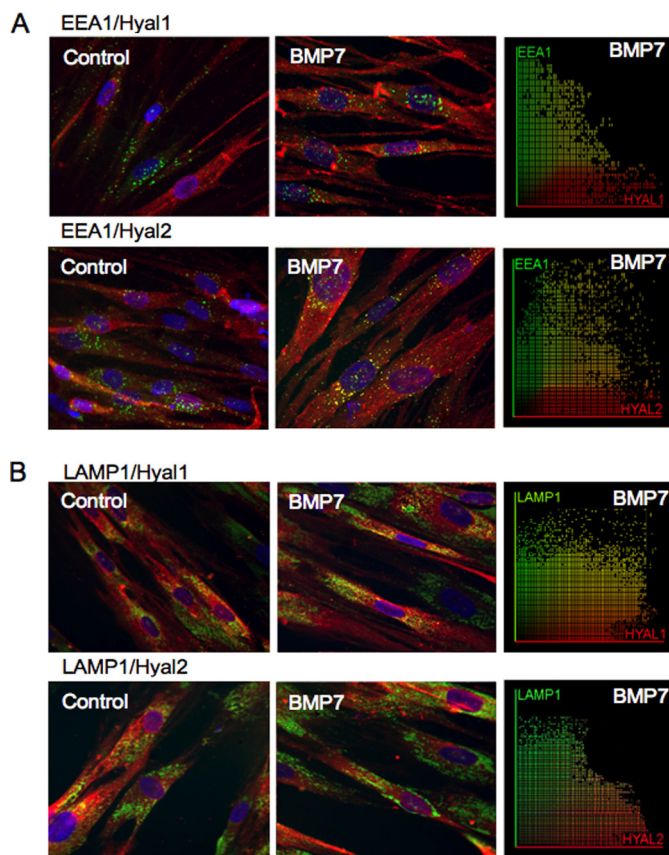 A
EEA1/Hyal1
Control
BMP7
EEA1
BMP7
HYAL1
EEA1/Hyal2
Control
BMP7
EEA1
BMP7
HYAL2
B
LAMP1/Hyal1
Control
BMP7
LAMP1
BMP7
HYAL1
LAMP1/Hyal2
Control
BMP7
LAMP1
BMP7
HYAL2